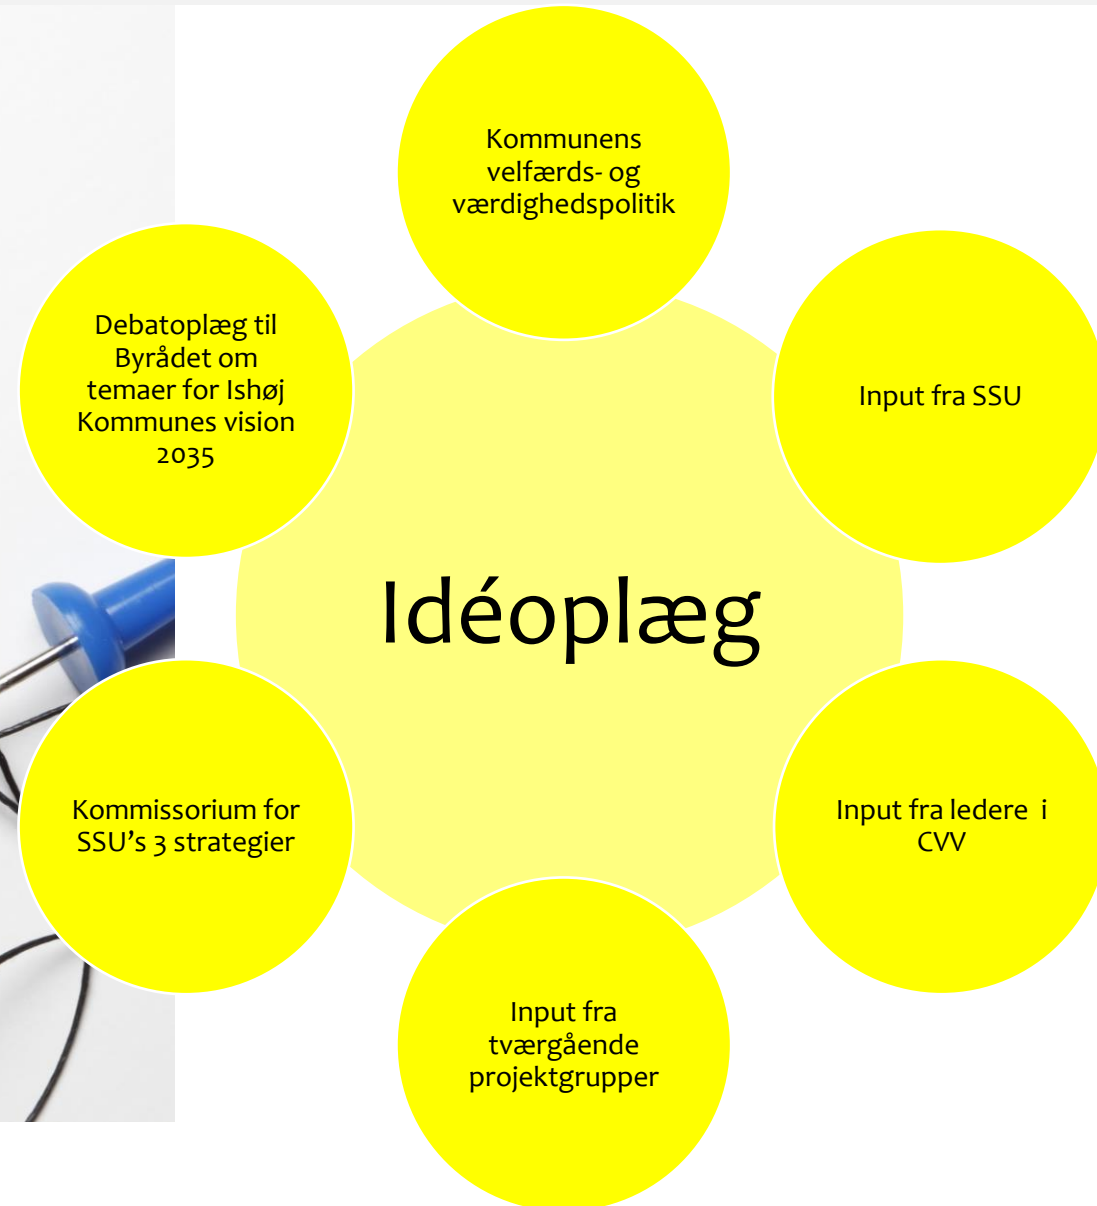 Kommunens
velfærds- og
værdighedspolitik
Debatoplæg til
Byrådet om
temaer for Ishøj
Kommunes vision
2035
Input fra SSU
Idéoplæg
Kommissorium for
SSU’s 3 strategier
Input fra ledere i
CVV
Input fra
tværgående
projektgrupper